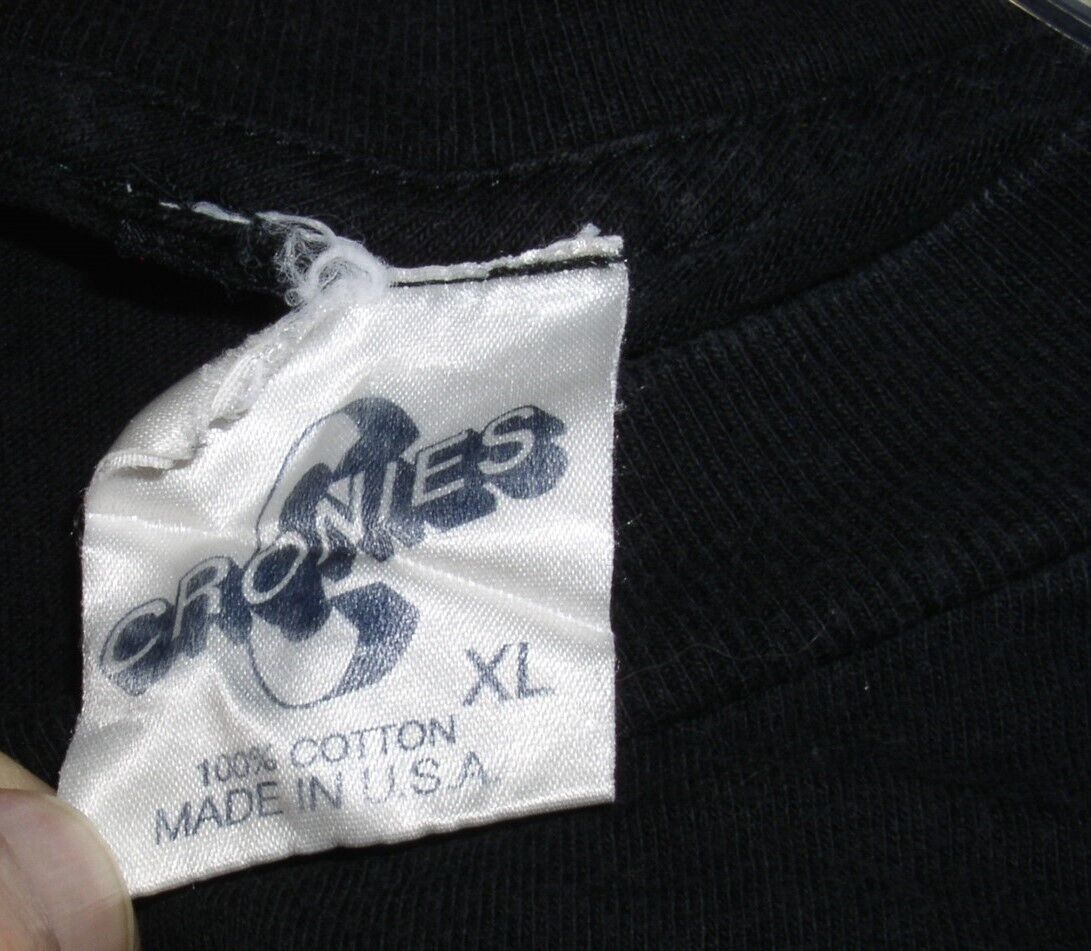 C
CRONIES
XL
100% COTTON
MADE IN U.S.A.